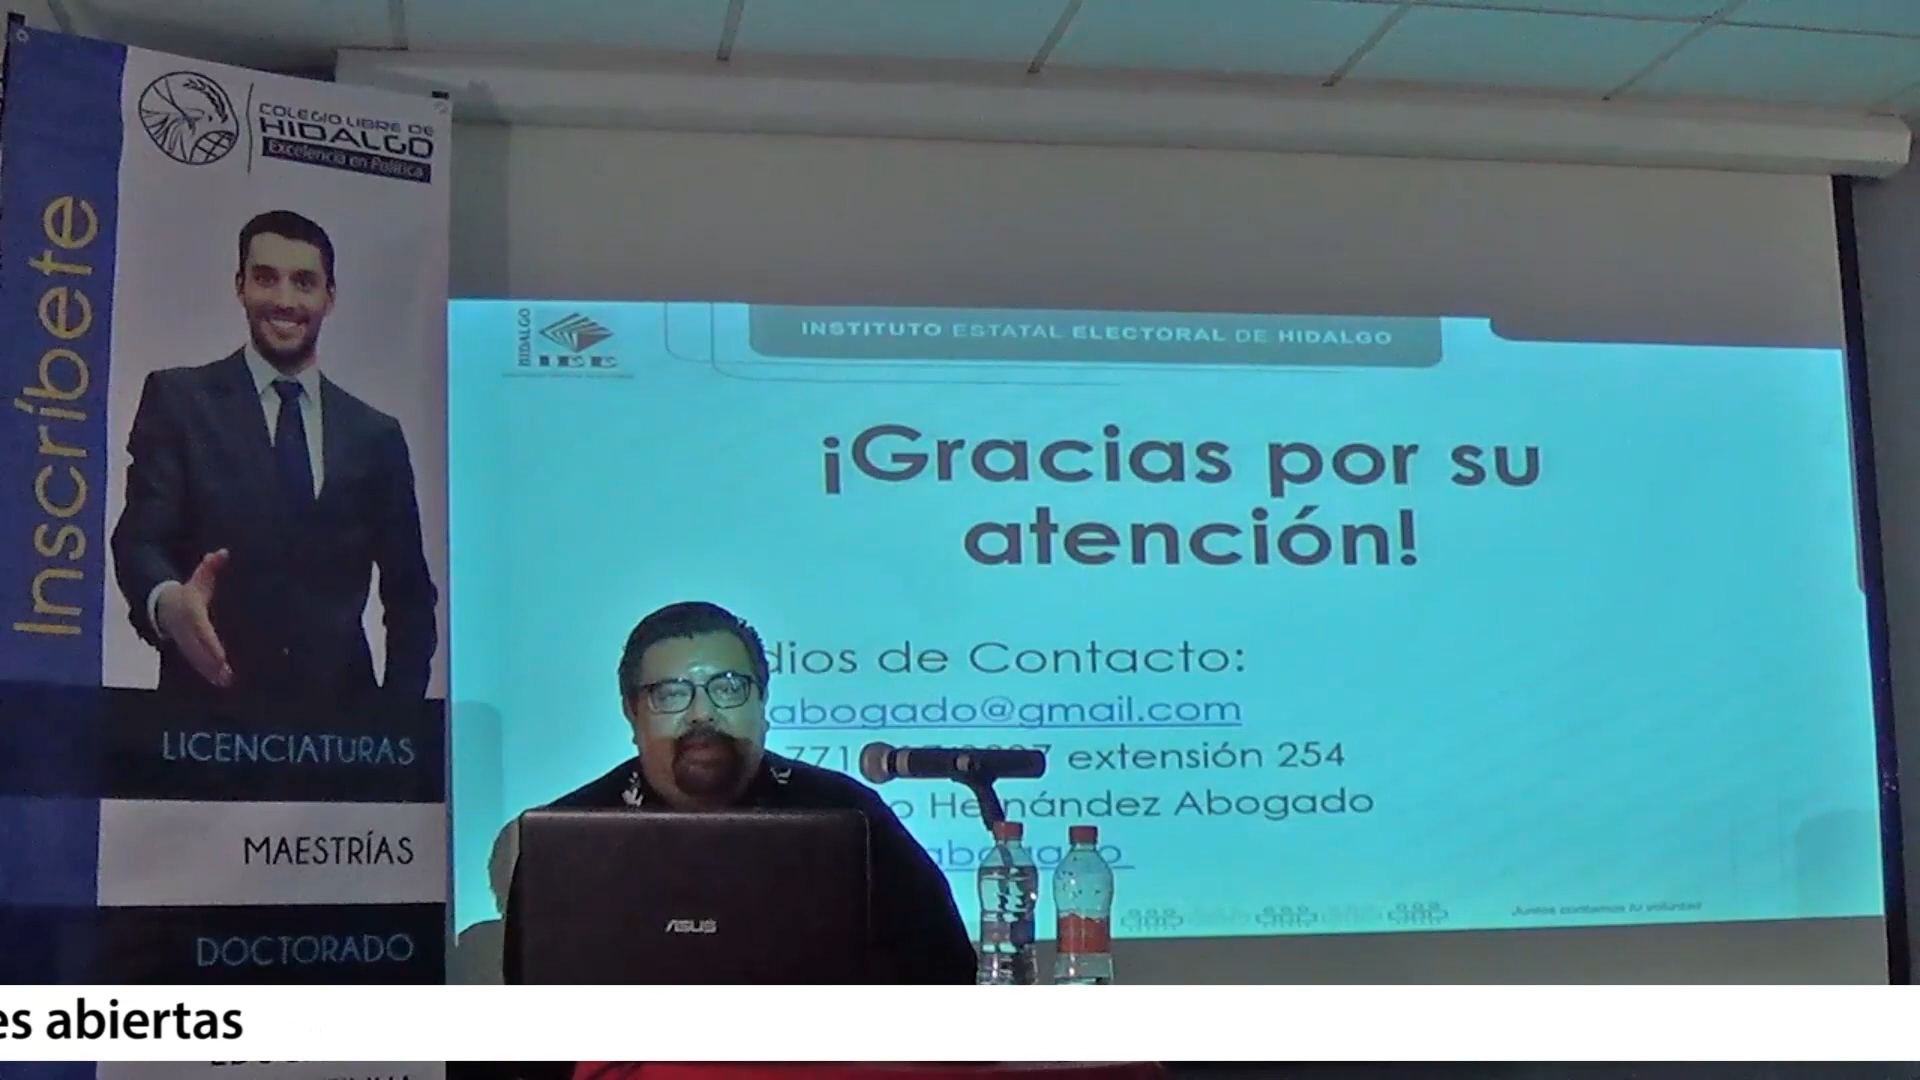 Inscríbete
COLEGIO LIBRE DE
HIDALGO
Excelencia en Política
LICENCIATURAS
MAESTRÍAS
DOCTORADO
HIDALGO
IEE
INSTITUTO ESTATAL ELECTORAL DE HIDALGO
¡Gracias por su
atención!
dios de Contacto:
abogado@gmail.com
771 extensión 254
o Hernández Abogado
abogado
Juntos contamos tu voluntad
ASUS
es abiertas